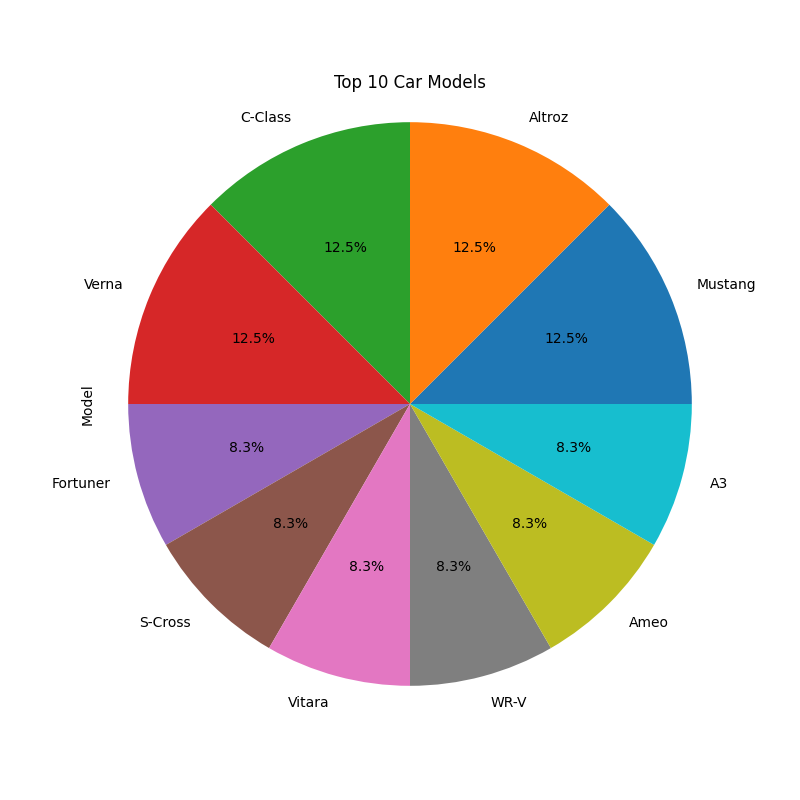 Top 10 Car Models
C-Class
Altroz
12.5%
12.5%
Verna
Mustang
12.5%
12.5%
Model
8.3%
8.3%
Fortuner
A3
8.3%
8.3%
8.3%
8.3%
S-Cross
Ameo
Vitara
WR-V